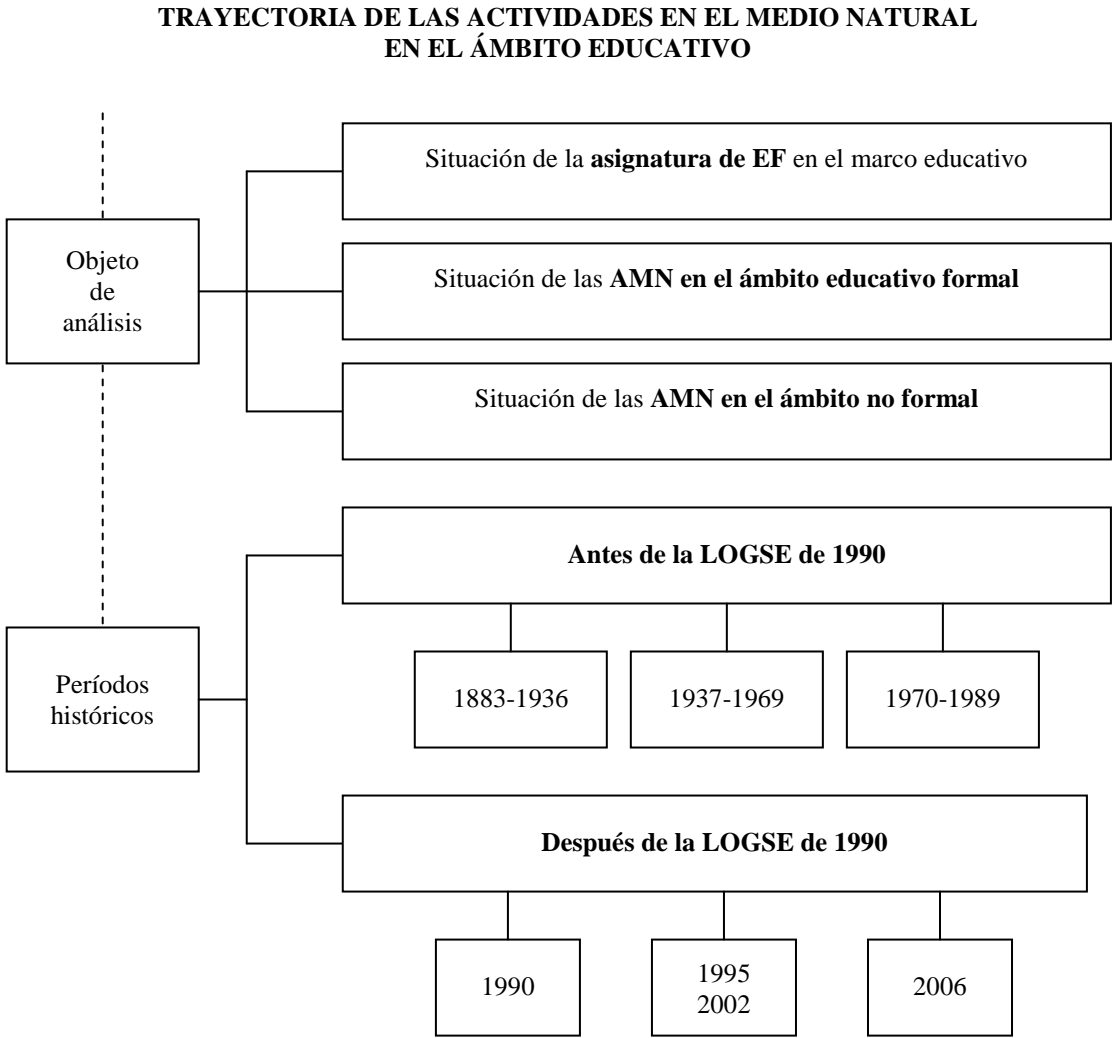 TRAYECTORIA DE LAS ACTIVIDADES EN EL MEDIO NATURAL
EN EL ÁMBITO EDUCATIVO
Situación de la asignatura de EF en el marco educativo
Objeto
de
análisis
Situación de las AMN en el ámbito educativo formal
Situación de las AMN en el ámbito no formal
Períodos
históricos
Antes de la LOGSE de 1990
1883-1936
1937-1969
1970-1989
Después de la LOGSE de 1990
1990
1995
2002
2006